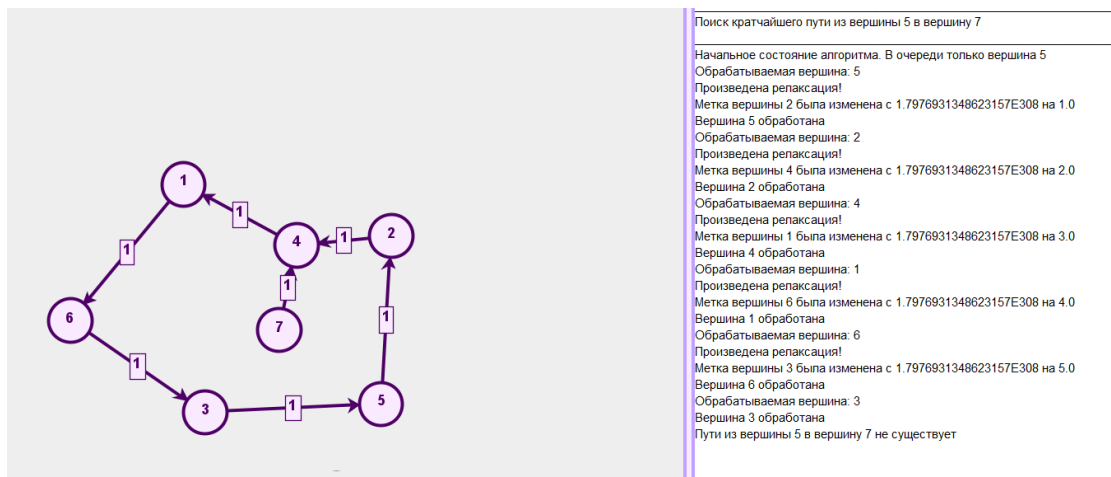 Поиск кратчайшего пути из вершины 5 в вершину 7
Начальное состояние алгоритма. В очереди только вершина 5
Обрабатываемая вершина: 5
Произведена релаксация!
Метка вершины 2 была изменена с 1.7976931348623157E308 на 1.0
Вершина 5 обработана
Обрабатываемая вершина: 2
Произведена релаксация!
Метка вершины 4 была изменена с 1.7976931348623157E308 на 2.0
Вершина 2 обработана
Обрабатываемая вершина: 4
Произведена релаксация!
Метка вершины 1 была изменена с 1.7976931348623157E308 на 3.0
Вершина 4 обработана
Обрабатываемая вершина: 1
Произведена релаксация!
Метка вершины 6 была изменена с 1.7976931348623157E308 на 4.0
Вершина 1 обработана
Обрабатываемая вершина: 6
Произведена релаксация!
Метка вершины 3 была изменена с 1.7976931348623157E308 на 5.0
Вершина 6 обработана
Обрабатываемая вершина: 3
Вершина 3 обработана
Пути из вершины 5 в вершину 7 не существует
1
1
2
4
1
1
1
6
7
1
1
3
1
5